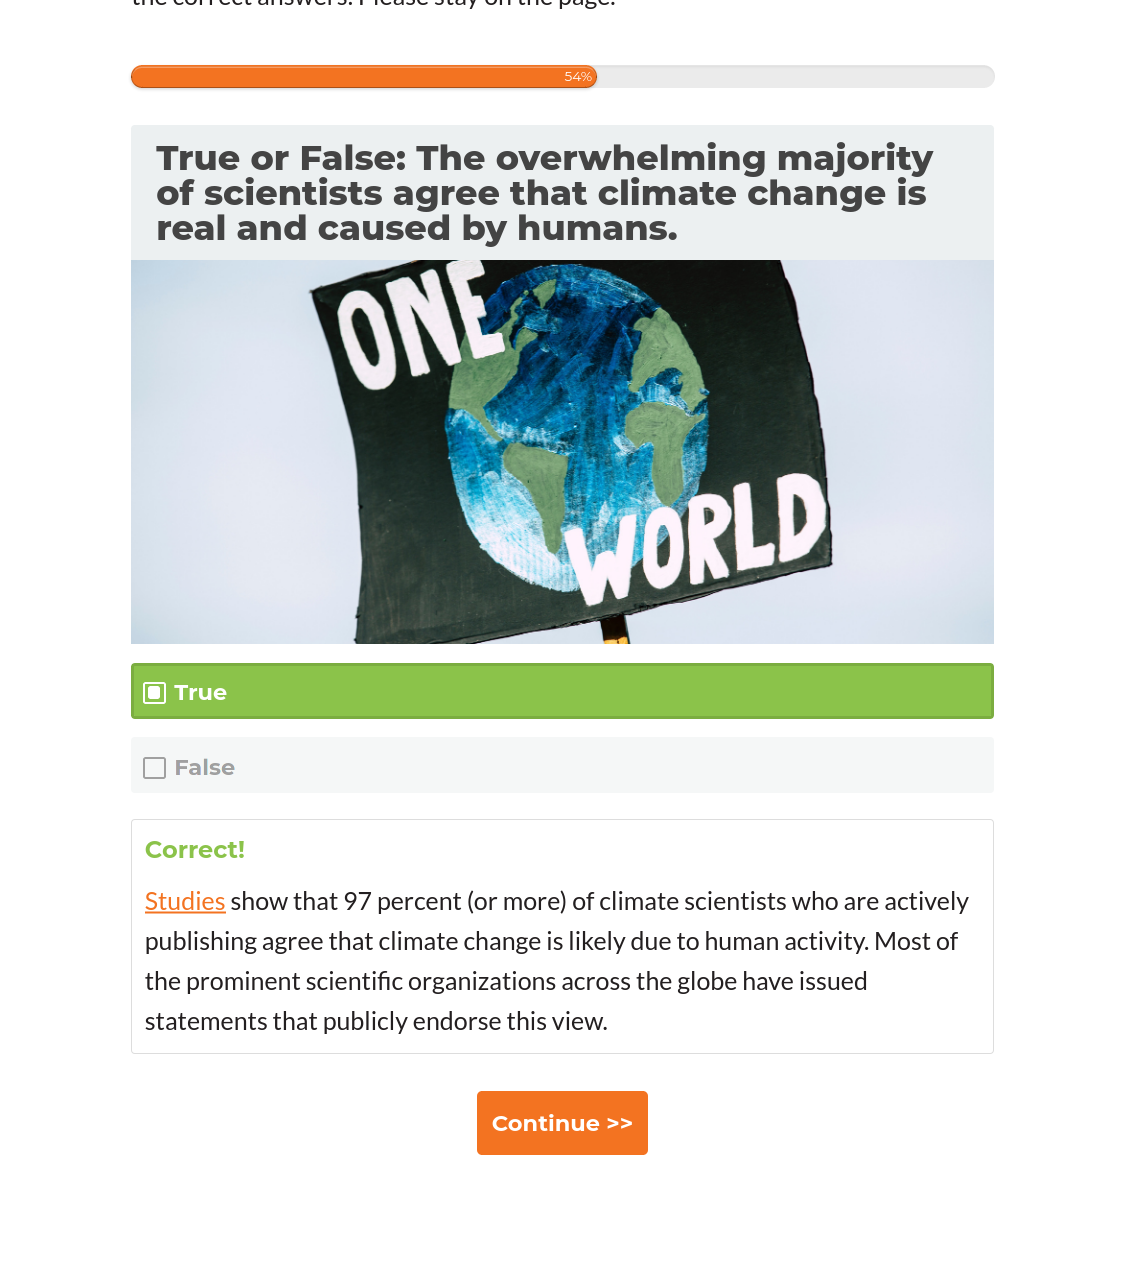 the correct answers. Please stay on the page.
54%
True or False: The overwhelming majority
of scientists agree that climate change is
real and caused by humans.
ONE
WORLD
True
False
Correct!
Studies show that 97 percent (or more) of climate scientists who are actively
publishing agree that climate change is likely due to human activity. Most of
the prominent scientific organizations across the globe have issued
statements that publicly endorse this view.
Continue >>